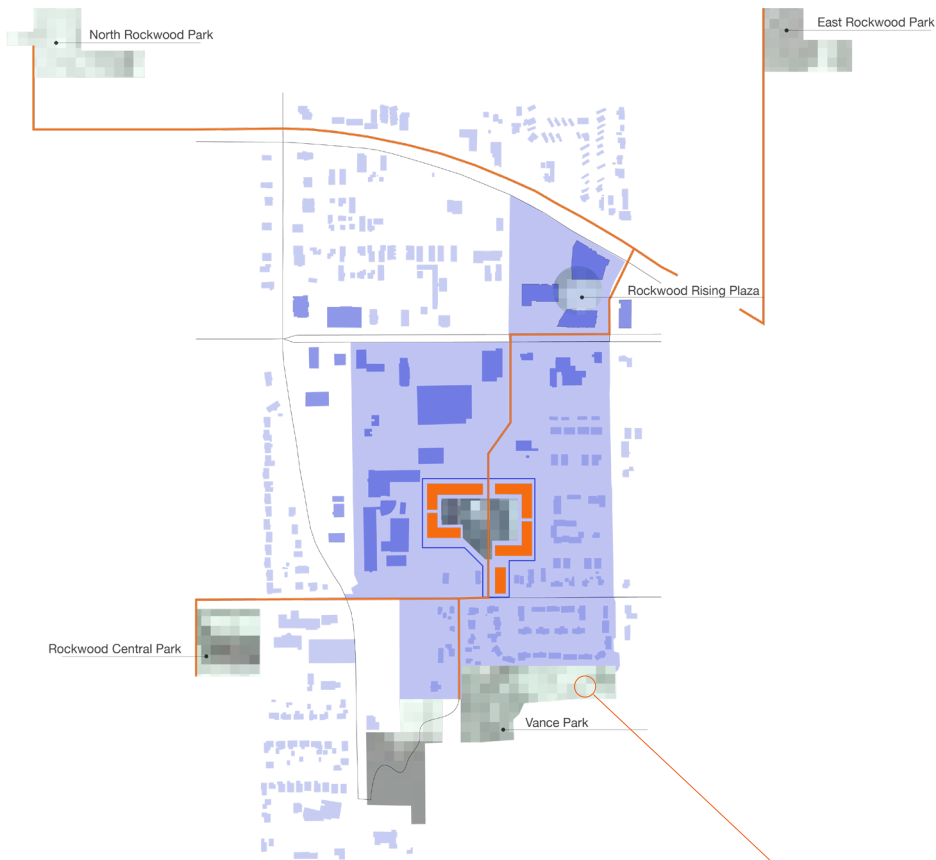 North Rockwood Park
East Rockwood Park
Rockwood Rising Plaza
Rockwood Central Park
Vance Park